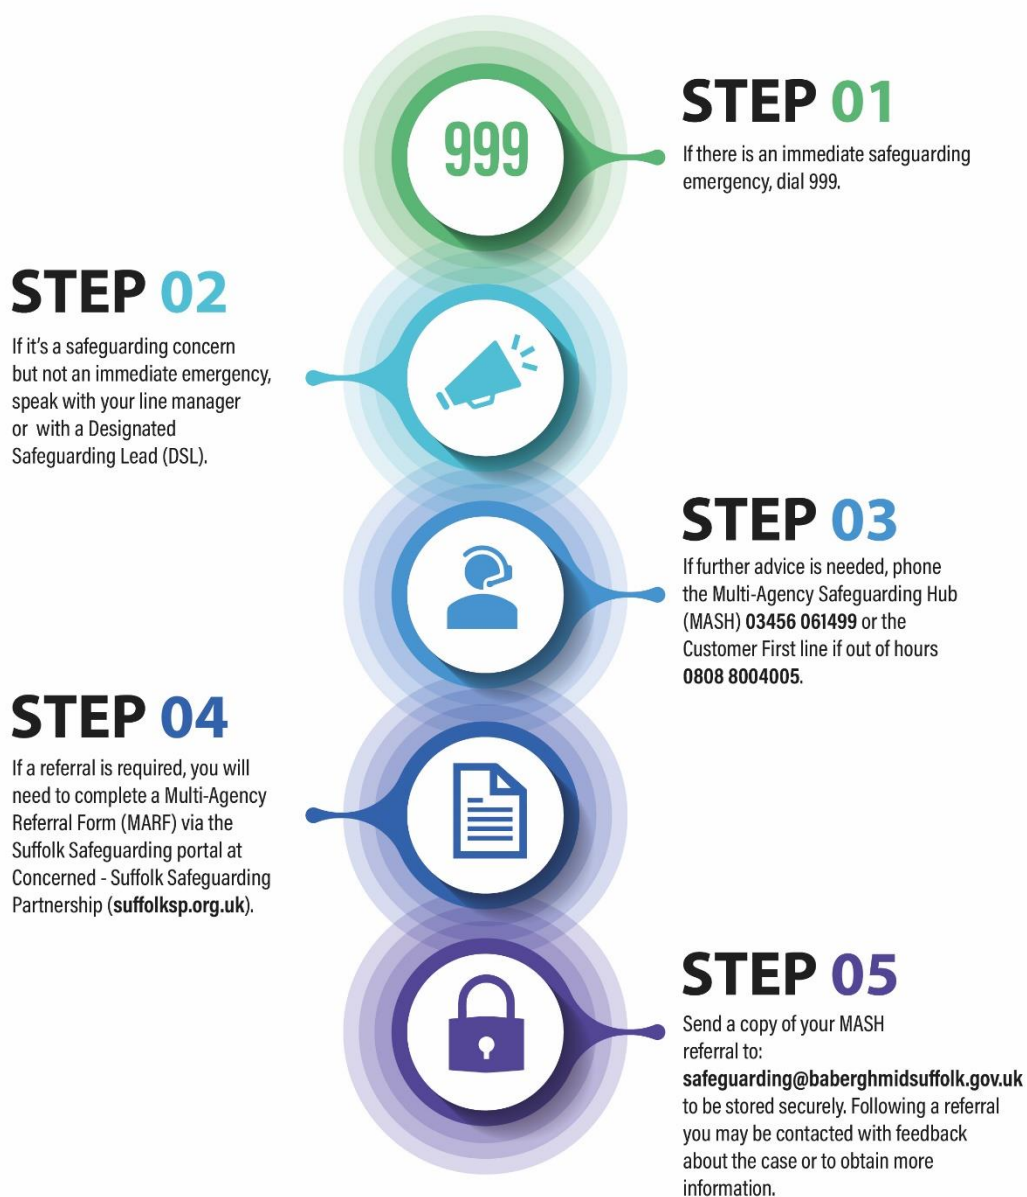 999
STEP 01
If there is an immediate safeguarding
emergency, dial 999.
STEP 02
If it’s a safeguarding concern
but not an immediate emergency,
speak with your line manager
or with a Designated
Safeguarding Lead (DSL).
STEP 03
If further advice is needed, phone
the Multi-Agency Safeguarding Hub
(MASH) 03456 061499 or the
Customer First line if out of hours
0808 8004005.
STEP 04
If a referral is required, you will
need to complete a Multi-Agency
Referral Form (MARF) via the
Suffolk Safeguarding portal at
Concerned - Suffolk Safeguarding
Partnership (suffolksp.org.uk).
STEP 05
Send a copy of your MASH
referral to:
safeguarding@baberghmidsuffolk.gov.uk
to be stored securely. Following a referral
you may be contacted with feedback
about the case or to obtain more
information.